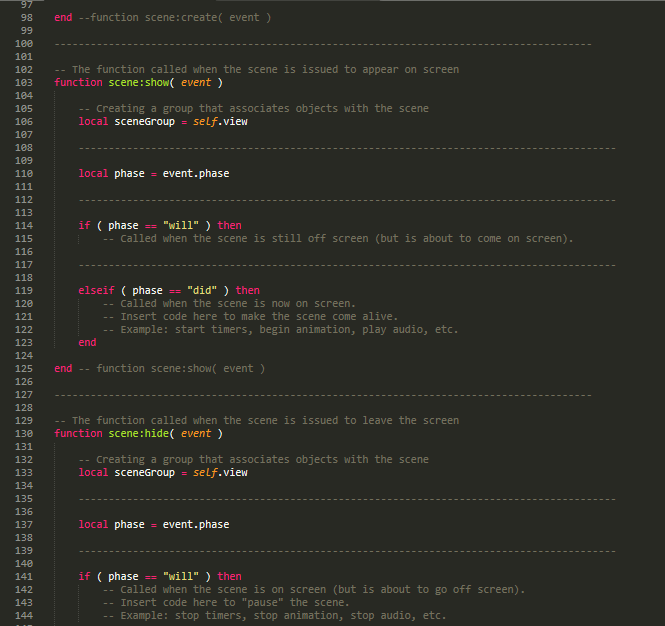 97
98 end --function scene:create( event )
99
100 ------------------------------------------------------------------------------------------
101
102 -- The function called when the scene is issued to appear on screen
103 function scene:show( event )
104
105 -- Creating a group that associates objects with the scene
106 local sceneGroup = self.view
107
108 ------------------------------------------------------------------------------------------
109
110 local phase = event.phase
111
112 ------------------------------------------------------------------------------------------
113
114 if ( phase == "will" ) then
115 -- Called when the scene is still off screen (but is about to come on screen).
116
117 ------------------------------------------------------------------------------------------
118
119 elseif ( phase == "did" ) then
120 -- Called when the scene is now on screen.
121 -- Insert code here to make the scene come alive.
122 -- Example: start timers, begin animation, play audio, etc.
123 end
124
125 end -- function scene:show( event )
126
127 ------------------------------------------------------------------------------------------
128
129 -- The function called when the scene is issued to leave the screen
130 function scene:hide( event )
131
132 -- Creating a group that associates objects with the scene
133 local sceneGroup = self.view
134
135 ------------------------------------------------------------------------------------------
136
137 local phase = event.phase
138
139 ------------------------------------------------------------------------------------------
140
141 if ( phase == "will" ) then
142 -- Called when the scene is on screen (but is about to go off screen).
143 -- Insert code here to "pause" the scene.
144 -- Example: stop timers, stop animation, stop audio, etc.